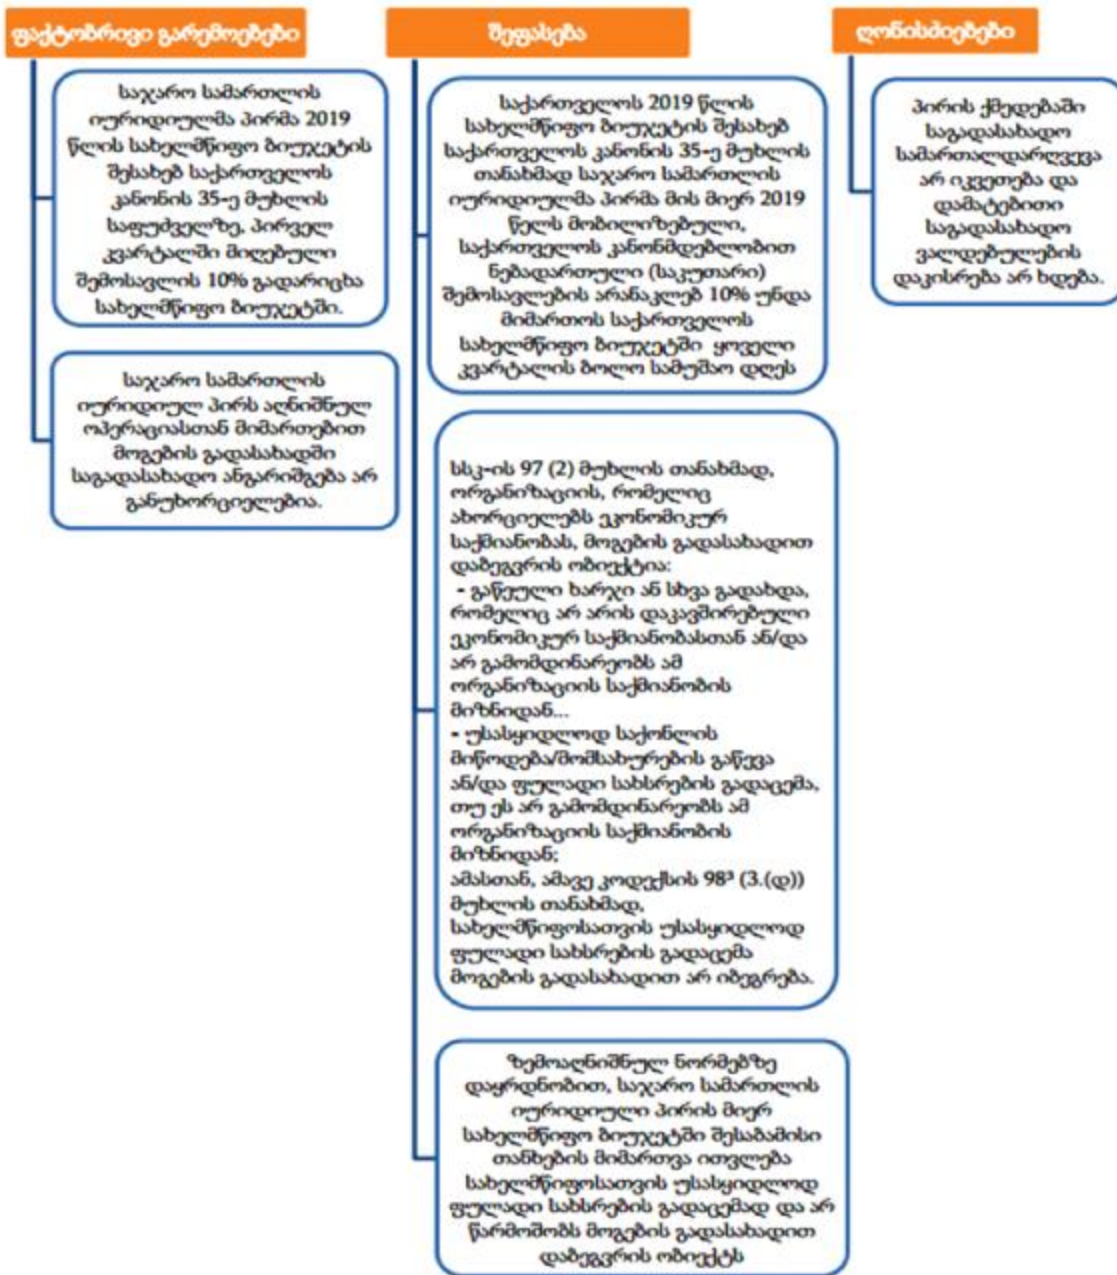 ფაქტობრივი გარემოებები
საჯარო სამართლის
იურიდიულმა პირმა 2019
წლის სახელმწიფო ბიუჯეტის
შესახებ საქართველოს
კანონის 35-ე მუხლის
საფუძველზე, პირველ
კვარტალში მიღებული
შემოსავლის 10% გადარიცხა
სახელმწიფო ბიუჯეტში.
საჯარო სამართლის
იურიდიულ პირს აღნიშნულ
ოპერაციასთან მიმართებით
მოგების გადასახადში
საგადასახადო ანგარიშგება არ
განუხორციელებია.
შეფასება
საქართველოს 2019 წლის
სახელმწიფო ბიუჯეტის შესახებ
საქართველოს კანონის 35-ე მუხლის
თანახმად საჯარო სამართლის
იურიდიულმა პირმა მის მიერ 2019
წელს მობილიზებული,
საქართველოს კანონმდებლობით
ნებადართული (საკუთარი)
შემოსავლების არანაკლებ 10% უნდა
მიმართოს საქართველოს
სახელმწიფო ბიუჯეტში ყოველი
კვარტალის ბოლო სამუშაო დღეს
სსკ-ის 97 (2) მუხლის თანახმად,
ორგანიზაციის, რომელიც
ახორციელებს ეკონომიკურ
საქმიანობას, მოგების გადასახადით
დაბეგვრის ობიექტია:
- გაწეული ხარჯი ან სხვა გადახდა,
რომელიც არ არის დაკავშირებული
ეკონომიკურ საქმიანობასთან ან/და
არ გამომდინარეობს ამ
ორგანიზაციის საქმიანობის
მიზნიდან...
- უსასყიდლოდ საქონლის
მიწოდება/მომსახურების გაწევა
ან/და ფულადი სახსრების გადაცემა,
თუ ეს არ გამომდინარეობს ამ
ორგანიზაციის საქმიანობის
მიზნიდან;
ამასთან, ამავე კოდექსის 98³ (3.(დ))
მუხლის თანახმად,
სახელმწიფოსათვის უსასყიდლოდ
ფულადი სახსრების გადაცემა
მოგების გადასახადით არ იბეგრება.
ზემოაღნიშნულ ნორმებზე
დაყრდნობით, საჯარო სამართლის
იურიდიული პირის მიერ
სახელმწიფო ბიუჯეტში შესაბამისი
თანხების მიმართვა ითვლება
სახელმწიფოსათვის უსასყიდლოდ
ფულადი სახსრების გადაცემად და არ
წარმოშობს მოგების გადასახადით
დაბეგვრის ობიექტს
ღონისძიებები
პირის ქმედებაში
საგადასახადო
სამართალდარღვევა
არ იკვეთება და
დამატებითი
საგადასახადო
ვალდებულების
დაკისრება არ ხდება.